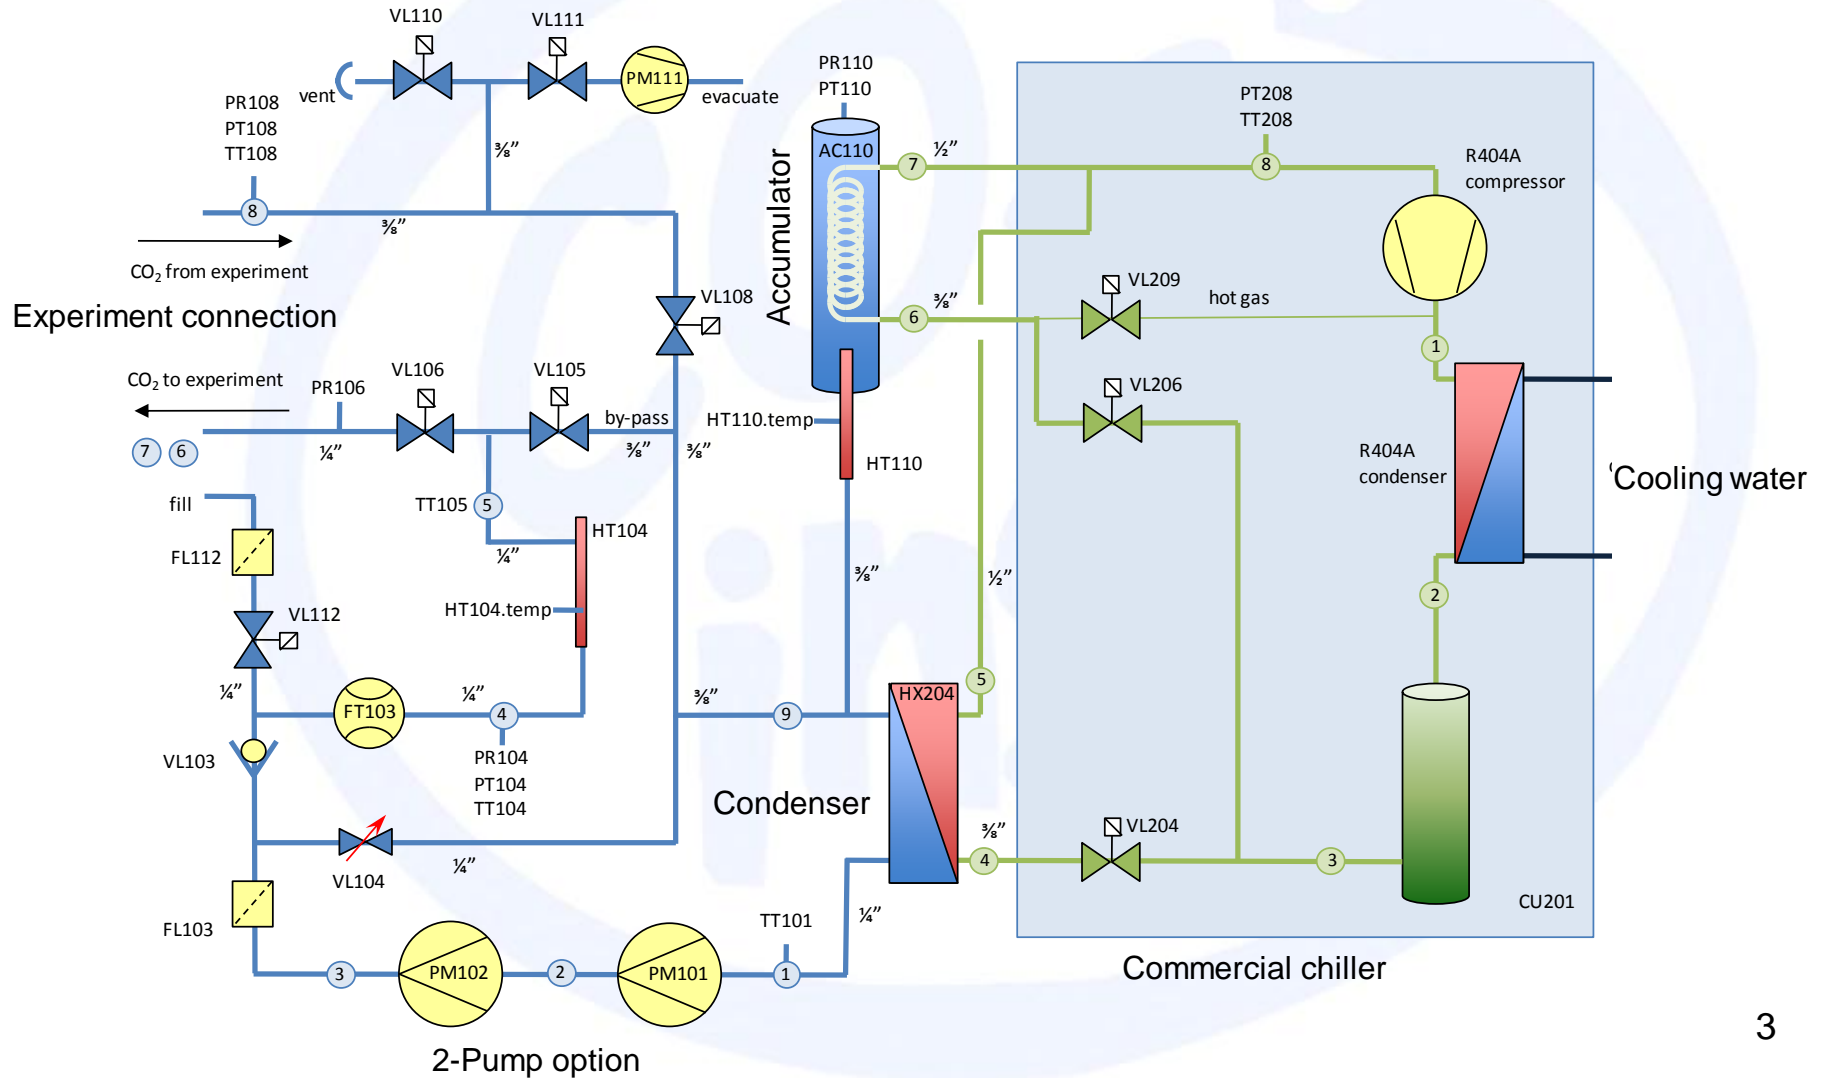 VL110
VL111
vent
PM111
evacuate
PR108
PT108
TT108
⅜”
8
⅜”
CO₂ from experiment
Experiment connection
VL108
CO₂ to experiment
PR106
VL106
VL105
by-pass
7
6
¼”
⅜”
⅜”
fill
TT105
5
HT104
FL112
¼”
HT104.temp
VL112
¼”
FT103
¼”
4
⅜”
9
PR104
PT104
TT104
VL103
VL104
¼”
FL103
3
PM102
2
PM101
1
TT101
¼”
2-Pump option
PR110
PT110
AC110
Accumulator
7
½”
6
⅜”
HT110.temp
HT110
⅜”
½”
5
HX204
Condenser
⅜”
4
PT208
TT208
8
R404A
compressor
VL209
hot gas
1
VL206
R404A
condenser
‘Cooling water
2
VL204
3
CU201
Commercial chiller
3